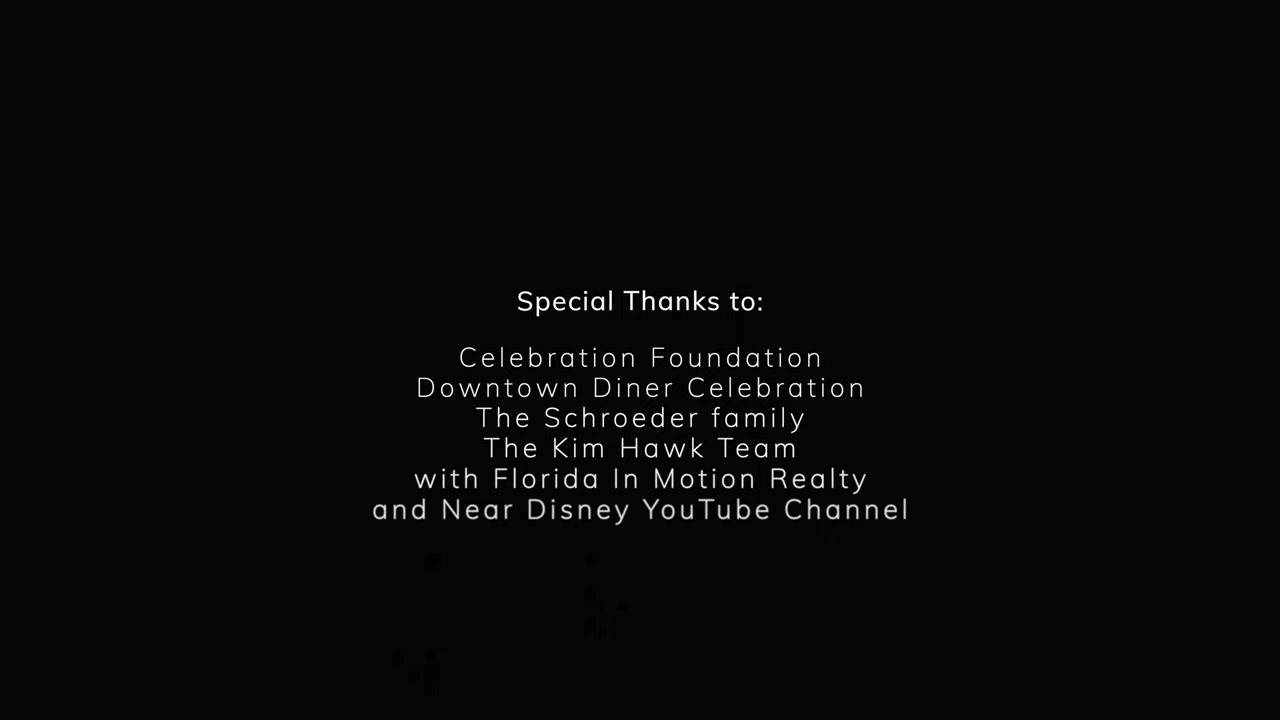 Special Thanks to:
Celebration Foundation
Downtown Diner Celebration
The Schroeder family
The Kim Hawk Team
with Florida In Motion Realty
and Near Disney YouTube Channel